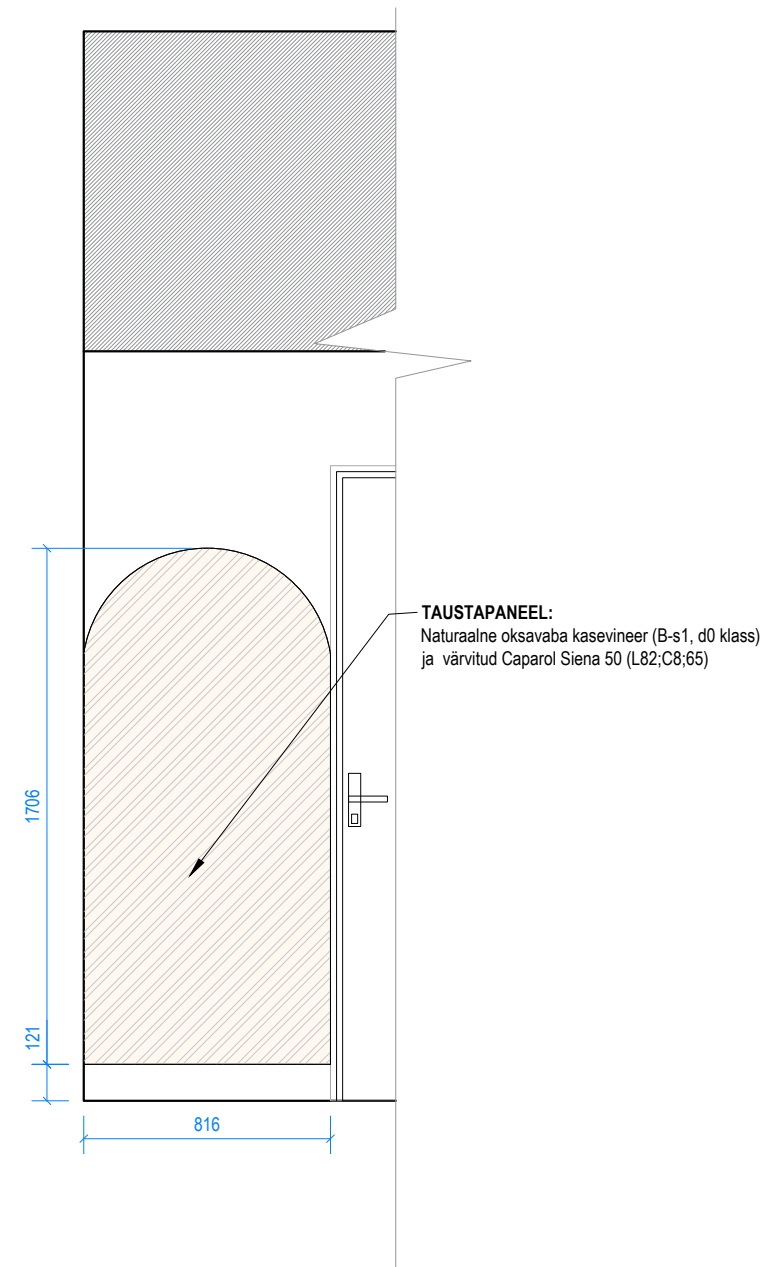 TAUSTAPANEEL:
Naturaalne oksavaba kasevineer (B-s1, d0 klass)
ja värvitud Caparol Siena 50 (L82;C8;65)
1706
121
816